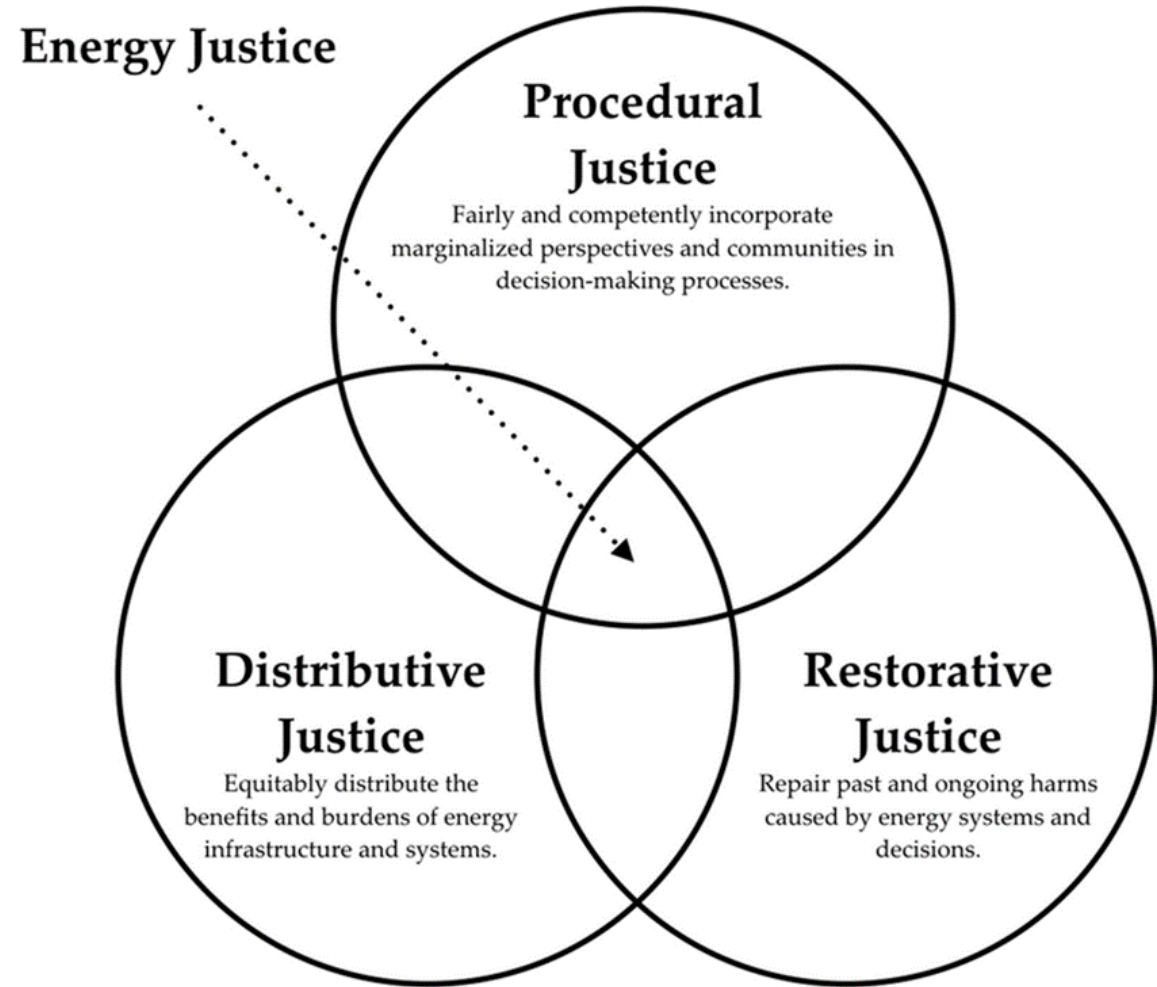 Energy Justice
Procedural
Justice
Fairly and competently incorporate
marginalized perspectives and communities in
decision-making processes.
Distributive
Justice
Equitably distribute the
benefits and burdens of energy
infrastructure and systems.
Restorative
Justice
Repair past and ongoing harms
caused by energy systems and
decisions.